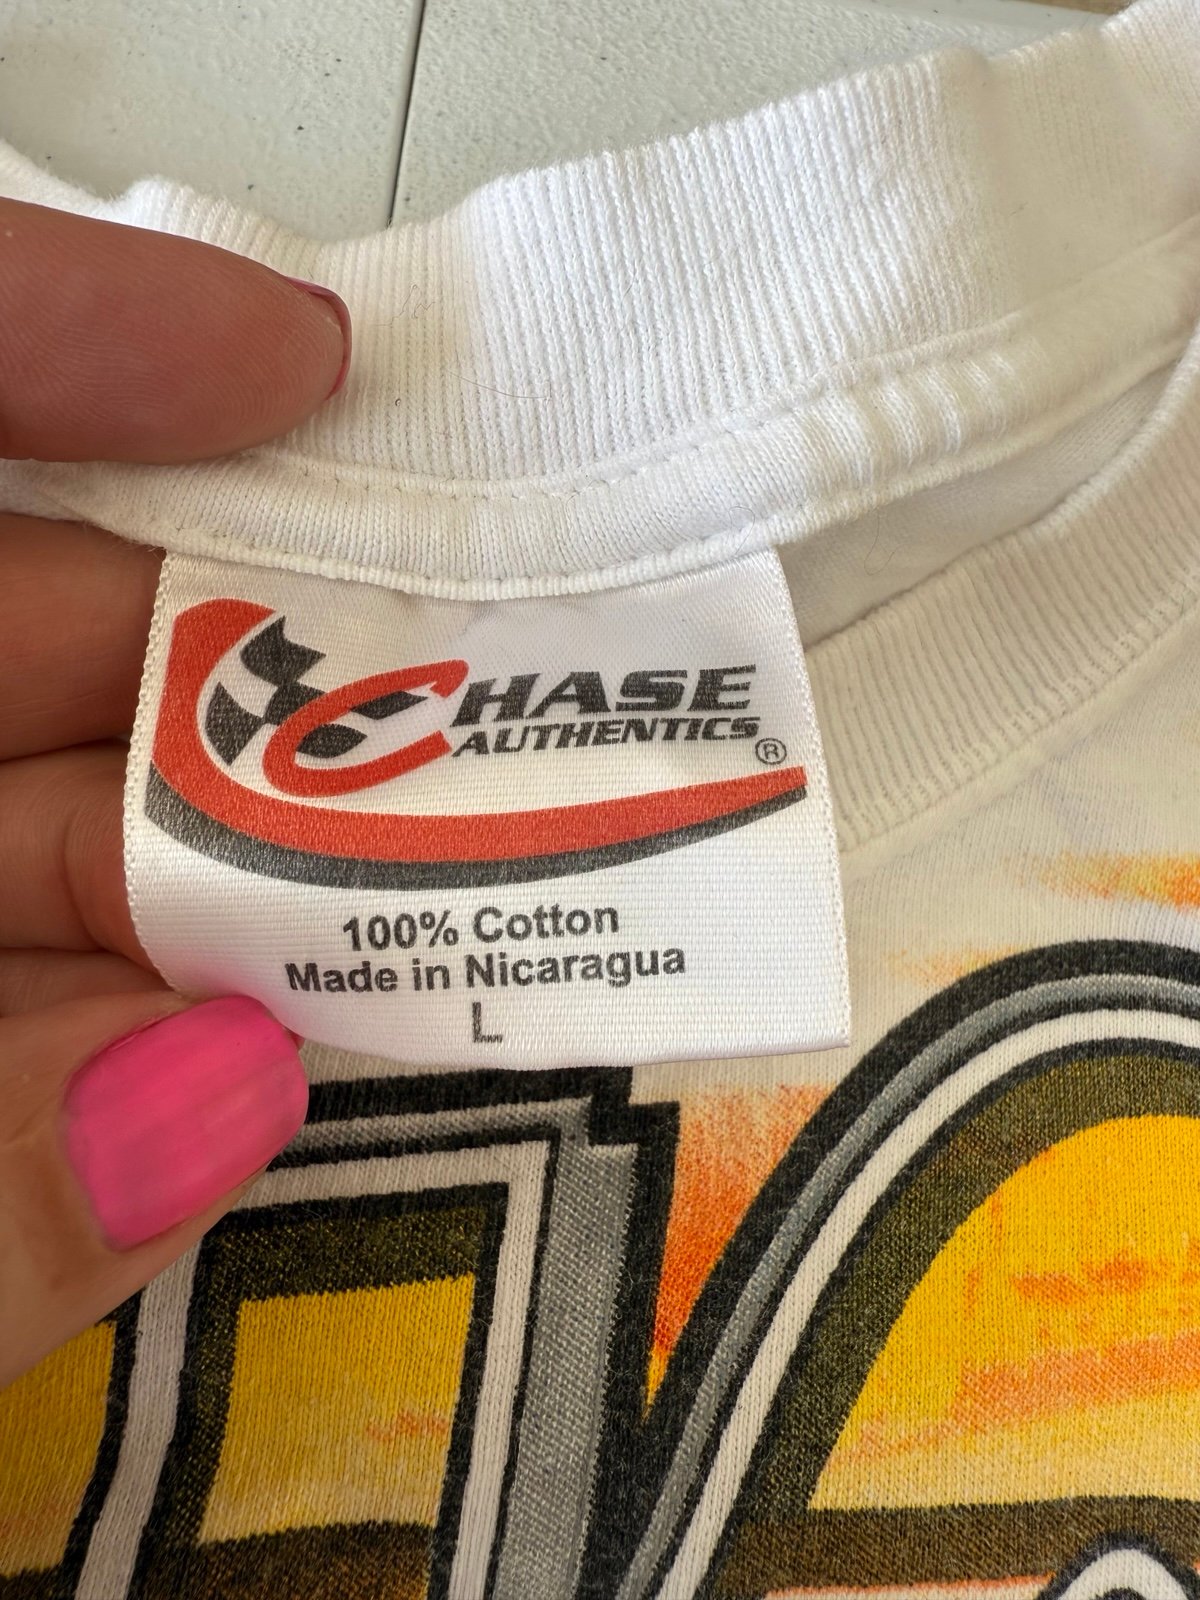 CHASE
AUTHENTICS®
100% Cotton
Made in Nicaragua
L